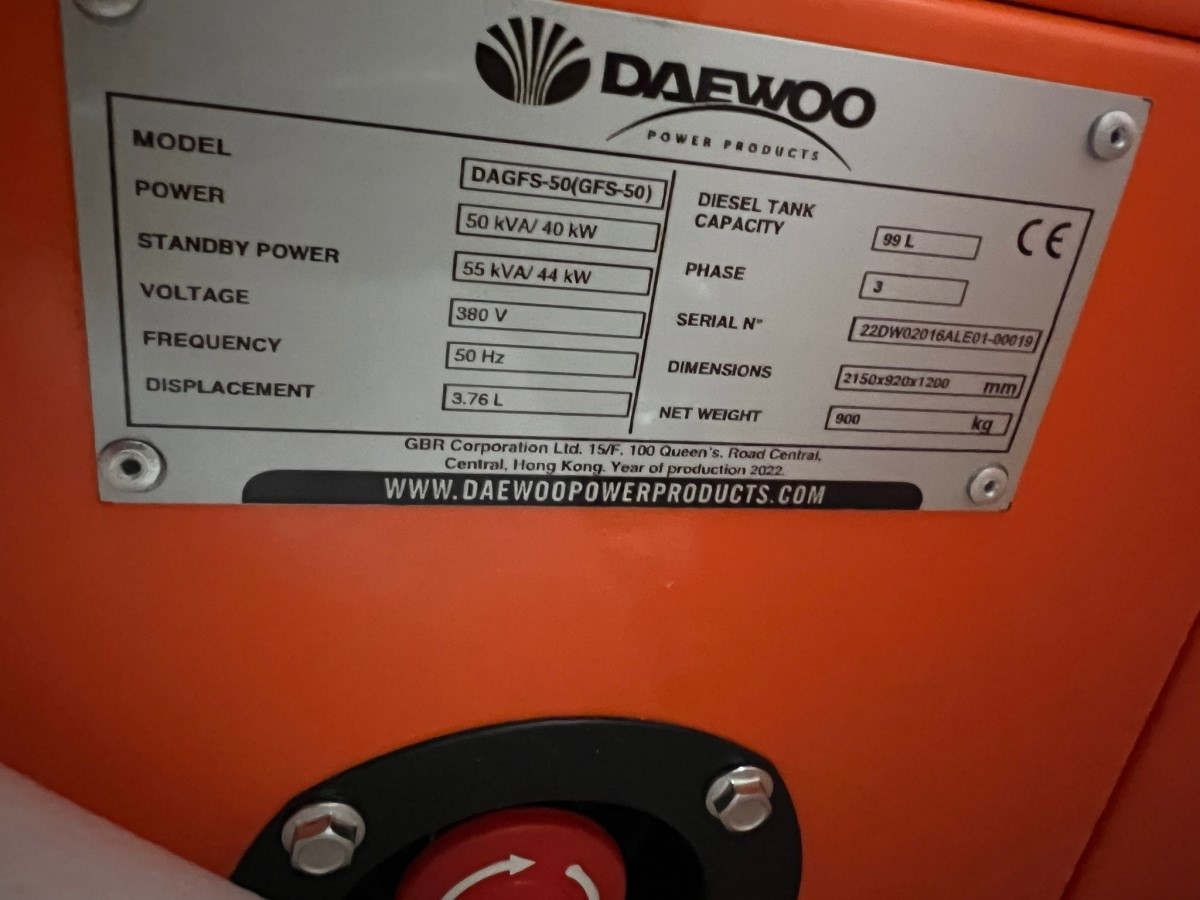 DAEWOO
POWER PRODUCTS
MODEL DAGFS-50(GFS-50)
POWER 50 kVA/ 40 kW
STANDBY POWER 55 kVA/ 44 kW
VOLTAGE 380 V
FREQUENCY 50 Hz
DISPLACEMENT 3.76 L
DIESEL TANK
CAPACITY 99 L
CE
PHASE 3
SERIAL N° 22DW02016ALE01-00019
DIMENSIONS 2150x920x1200 mm
NET WEIGHT 900 kg
GBR Corporation Ltd. 15/F. 100 Queen's. Road Central,
Central, Hong Kong. Year of production 2022.
WWW.DAEWOOPOWERPRODUCTS.COM